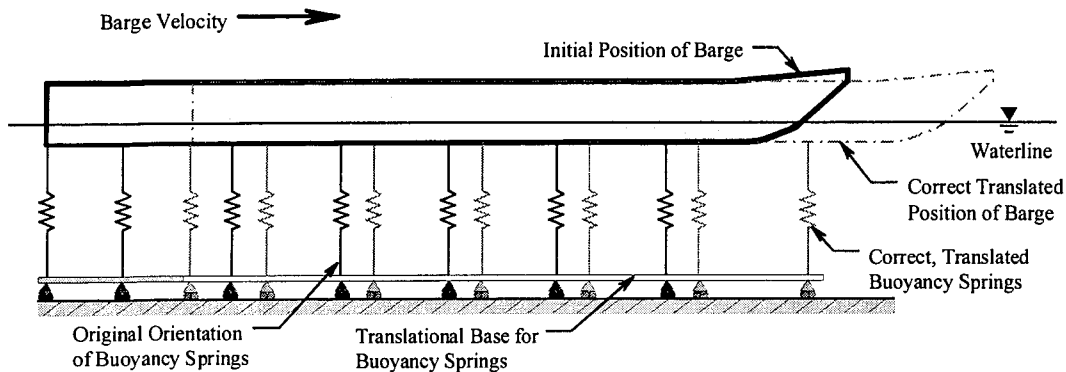 Barge Velocity
Initial Position of Barge
Waterline
Correct Translated
Position of Barge
Correct, Translated
Buoyancy Springs
Original Orientation
of Buoyancy Springs
Translational Base for
Buoyancy Springs